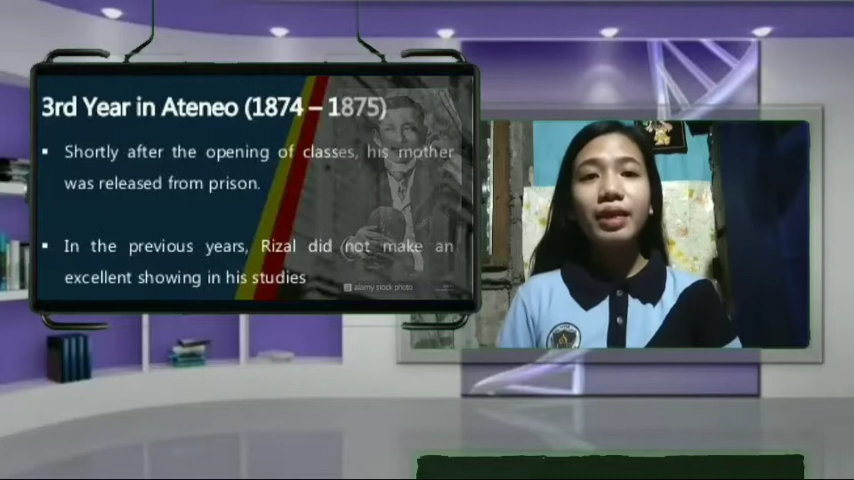 3rd Year in Ateneo (1874 – 1875)
▪ Shortly after the opening of classes, his mother
was released from prison.
▪ In the previous years, Rizal did not make an
excellent showing in his studies
a alamy stock photo